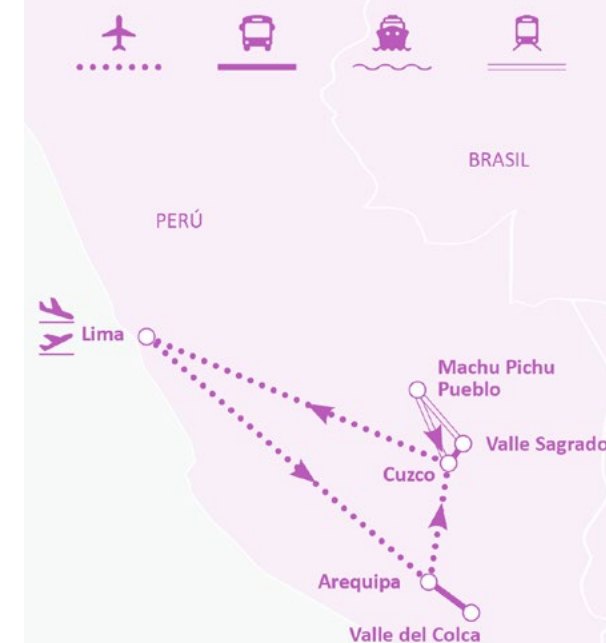 BRASIL
PERÚ
Lima
Machu Pichu
Pueblo
Valle Sagrado
Cuzco
Arequipa
Valle del Colca